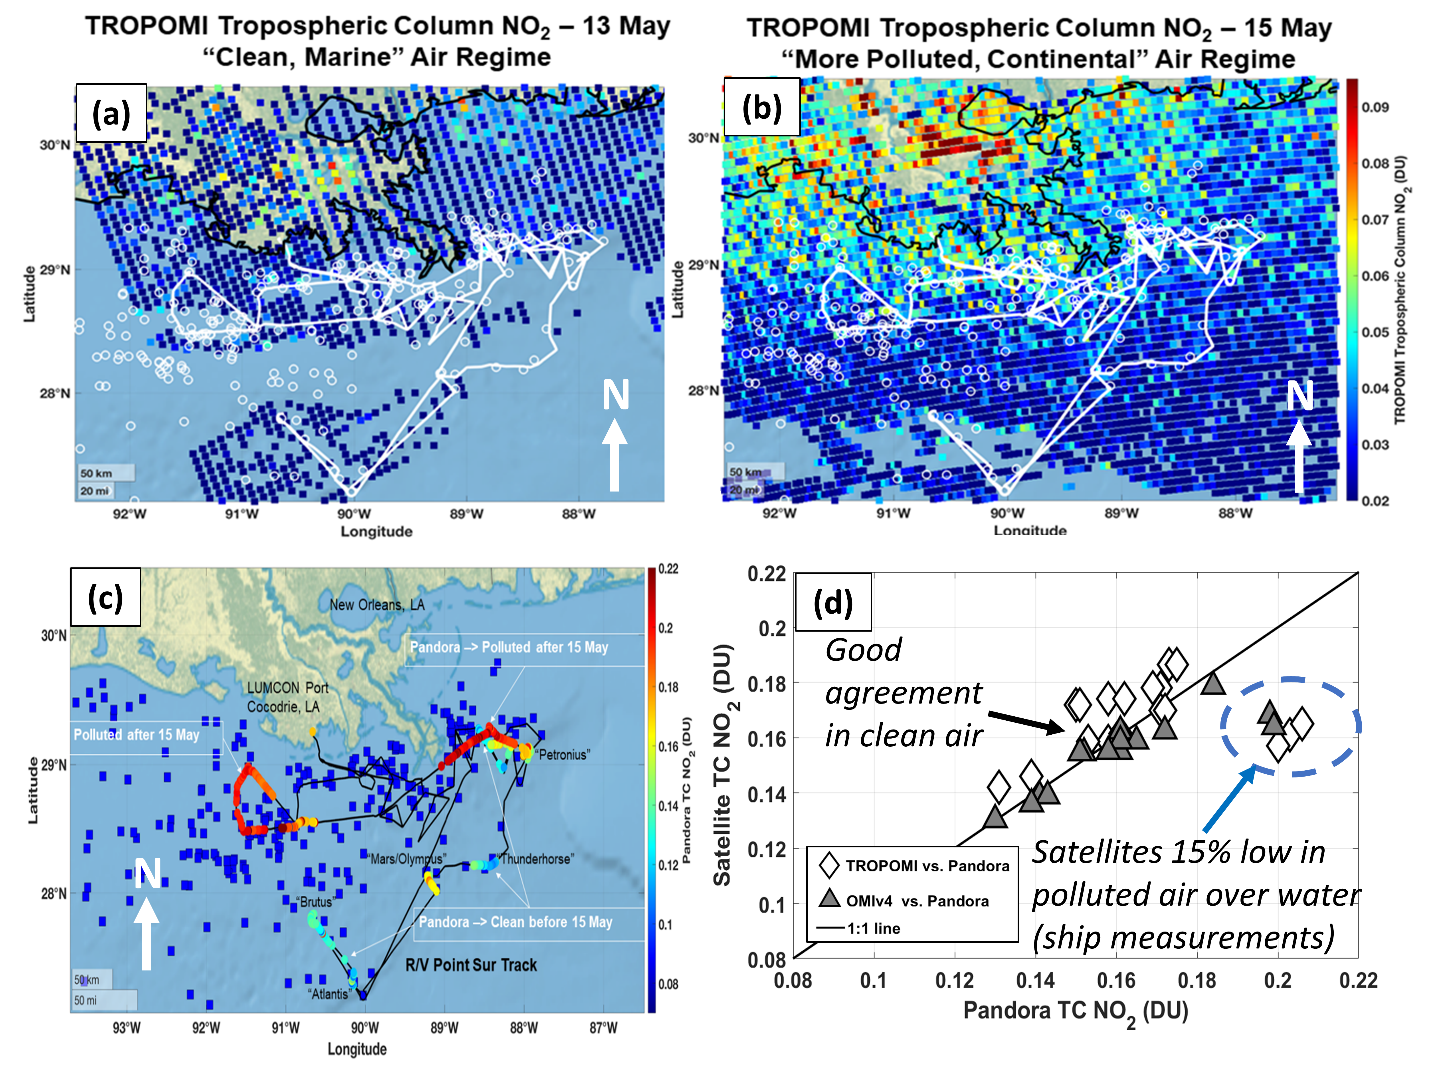 TROPOMI Tropospheric Column NO2 – 13 May
“Clean, Marine” Air Regime
(a)
30°N
29°N
28°N
Latitude
N
50 km
20 mi
92°W 91°W 90°W 89°W 88°W
Longitude
TROPOMI Tropospheric Column NO2 – 15 May
“More Polluted, Continental” Air Regime
(b)
30°N
29°N
28°N
Latitude
N
50 km
20 mi
92°W 91°W 90°W 89°W 88°W
Longitude
0.09
0.08
0.07
0.06
0.05
0.04
0.03
0.02
TROPOMI Tropospheric Column NO2 (DU)
(c)
New Orleans, LA
Pandora –> Polluted after 15 May
LUMCON Port
Cocodrie, LA
Polluted after 15 May
“Petronius”
“Mars/Olympus”
“Thunderhorse”
“Brutus”
Pandora –> Clean before 15 May
R/V Point Sur Track
“Atlantis”
N
50 km
50 mi
30°N
29°N
28°N
Latitude
93°W 92°W 91°W 90°W 89°W 88°W 87°W
Longitude
0.22
0.2
0.18
0.16
0.14
0.12
0.1
0.08
Pandora TC NO2 (DU)
(d)
Good
agreement
in clean air
Satellites 15% low in
polluted air over water
(ship measurements)
TROPOMI vs. Pandora
OMIv4 vs. Pandora
1:1 line
0.22
0.2
0.18
0.16
0.14
0.12
0.1
0.08
Satellite TC NO2 (DU)
0.08 0.1 0.12 0.14 0.16 0.18 0.2 0.22
Pandora TC NO2 (DU)